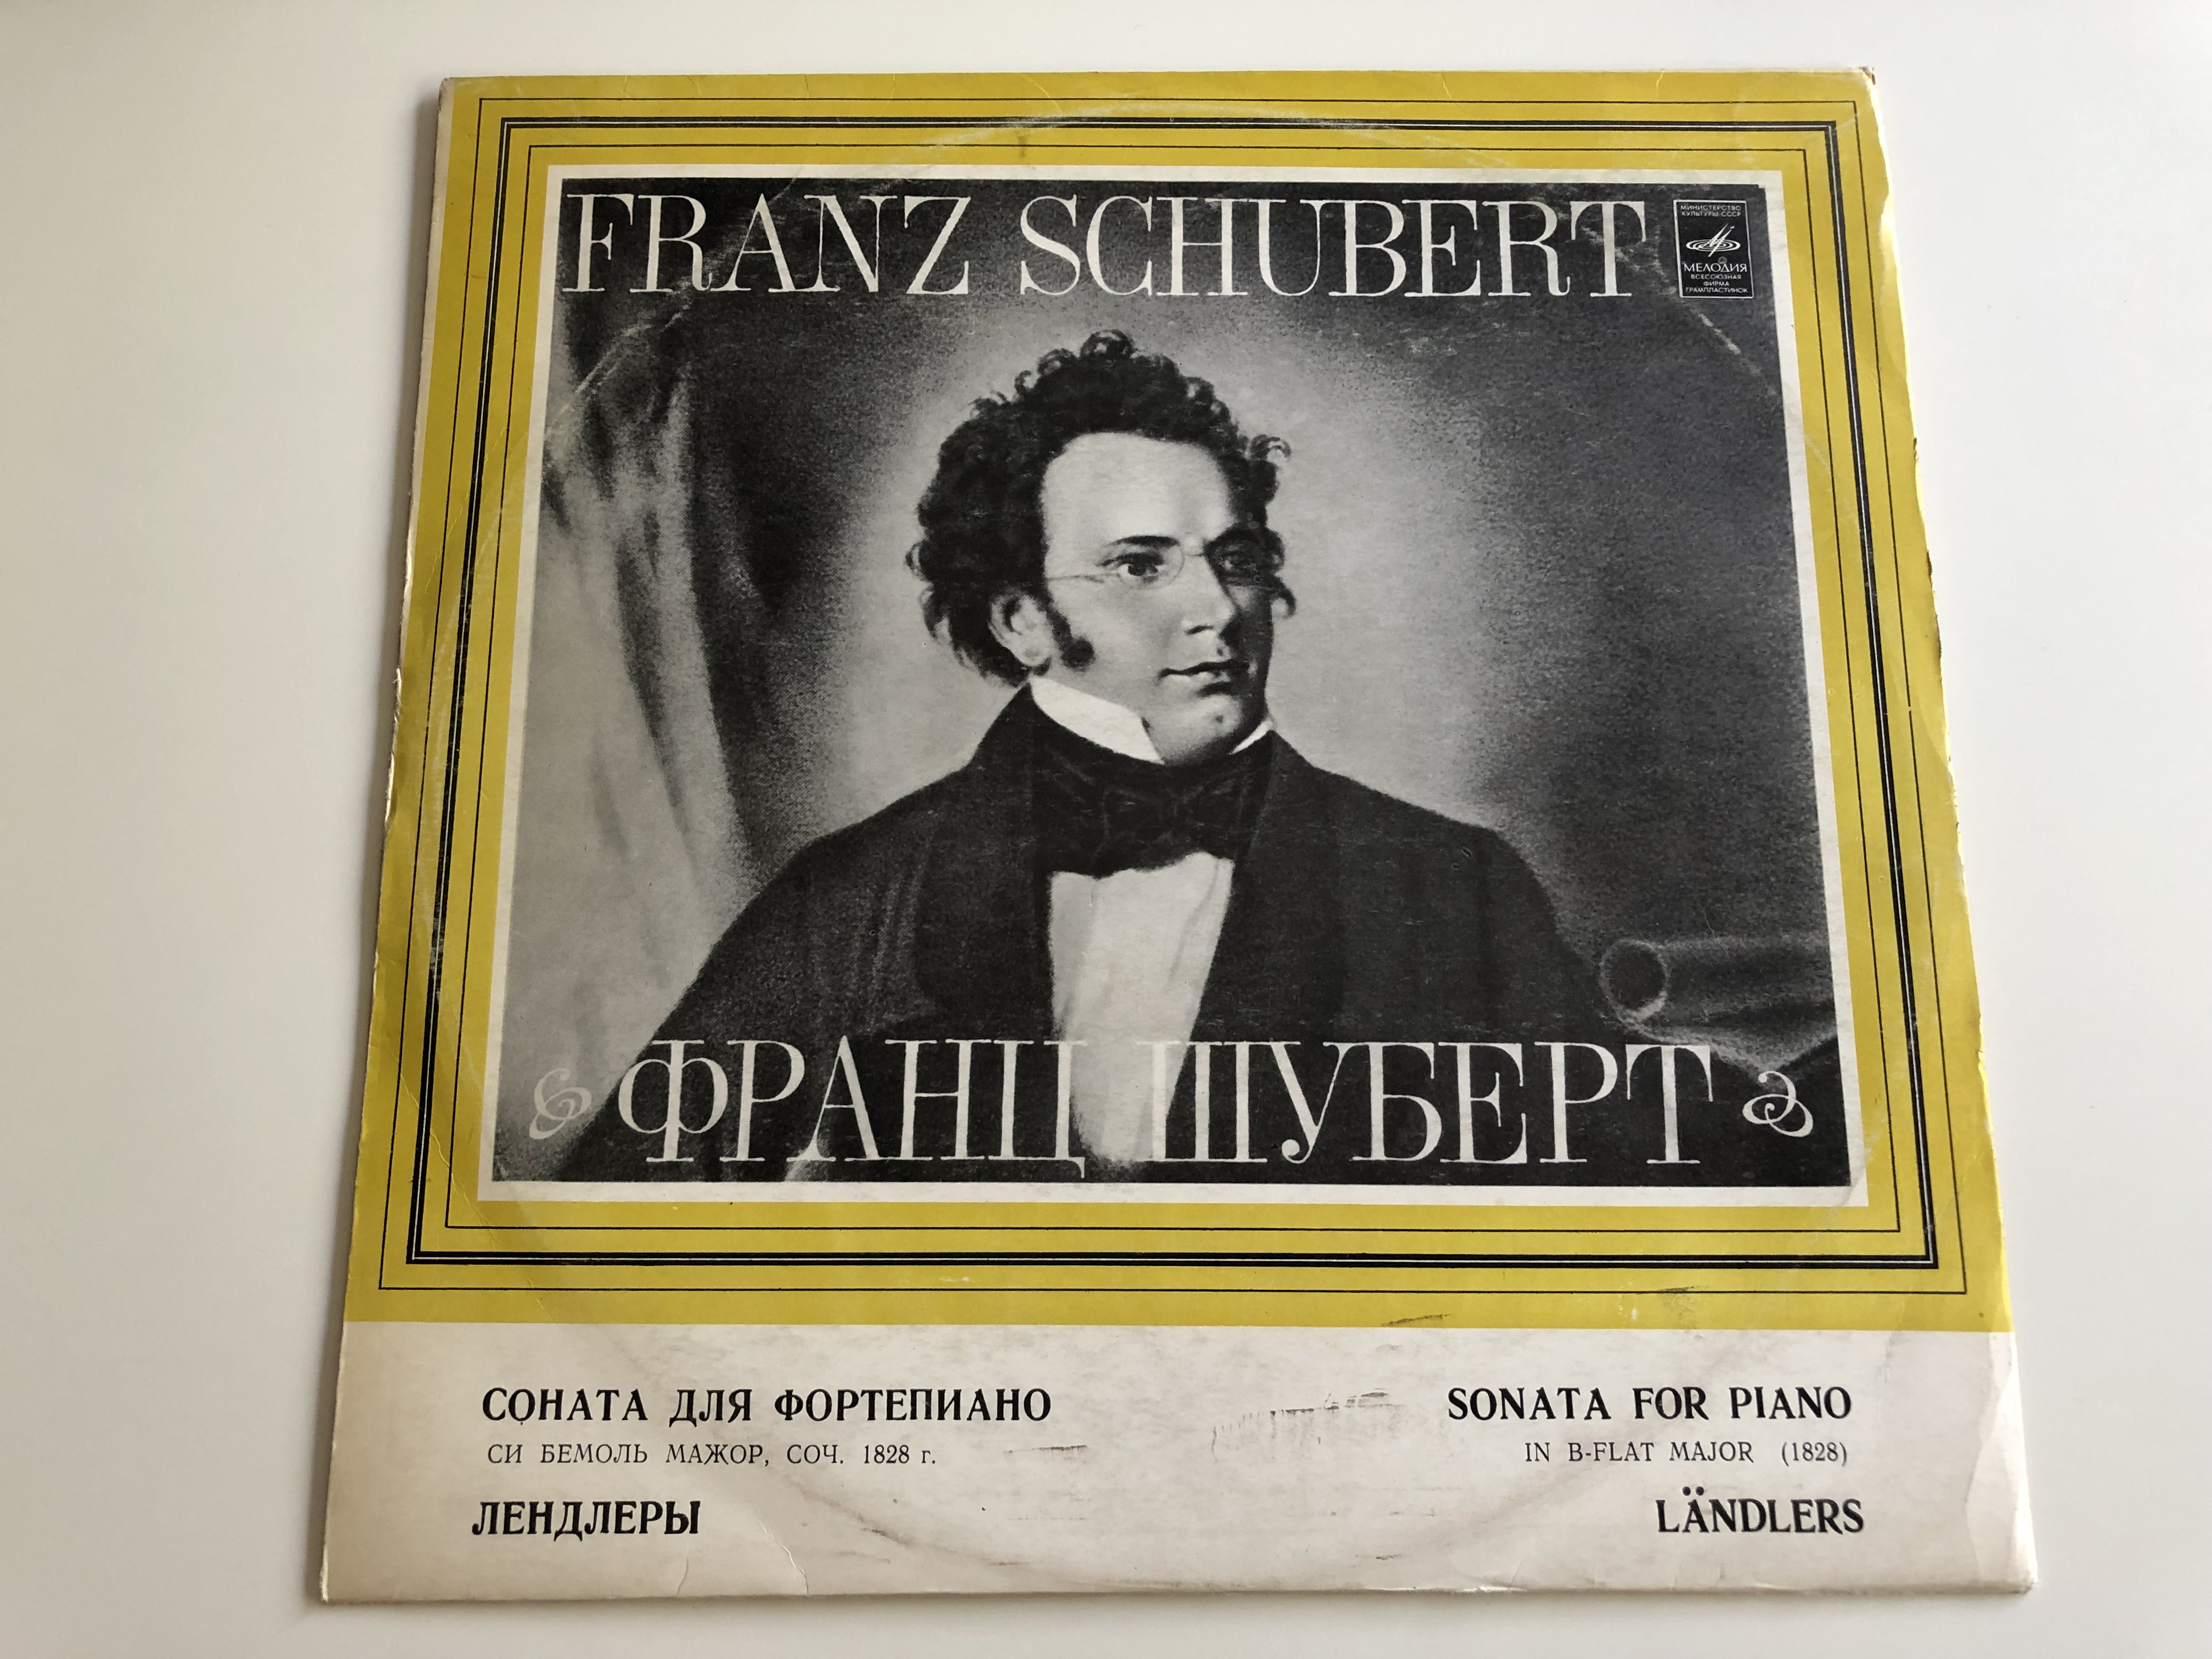 FRANZ SCHUBERT
МИНИСТЕРСТВО
КУЛЬТУРЫ СССР
МЕЛОДИЯ
ВСЕСОЮЗНАЯ
ФИРМА
ГРАМПЛАСТИНОК
ФРАНЦ ШУБЕРТ
СОНАТА ДЛЯ ФОРТЕПИАНО
СИ БЕМОЛЬ МАЖОР, СОЧ. 1828 г.
ЛЕНДЛЕРЫ
SONATA FOR PIANO
IN B-FLAT MAJOR (1828)
LÄNDLERS